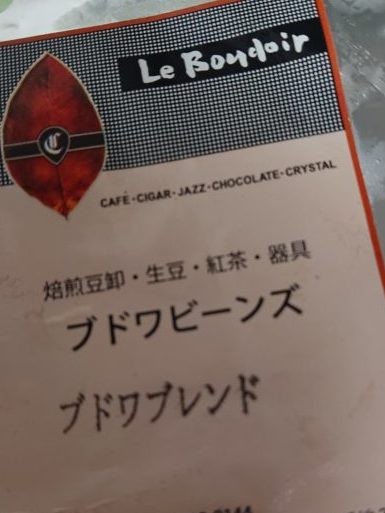 Le Boudoir
C
CAFÉ・CIGAR・JAZZ・CHOCOLATE・CRYSTAL
焙煎豆卸・生豆・紅茶・器具
ブドワビーンズ
ブドワブレンド